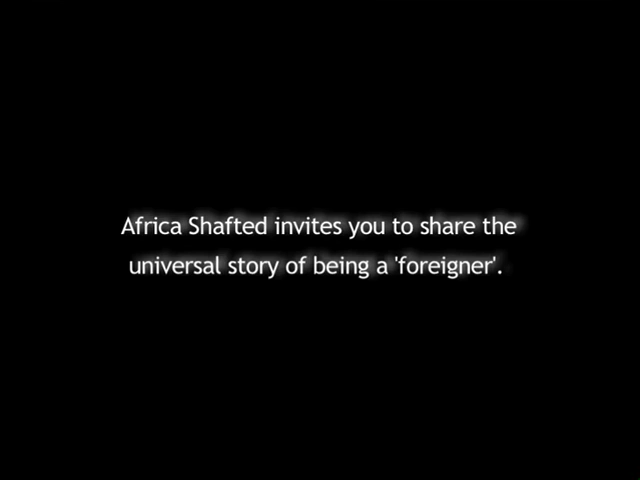 Africa Shafted invites you to share the
universal story of being a 'foreigner'.